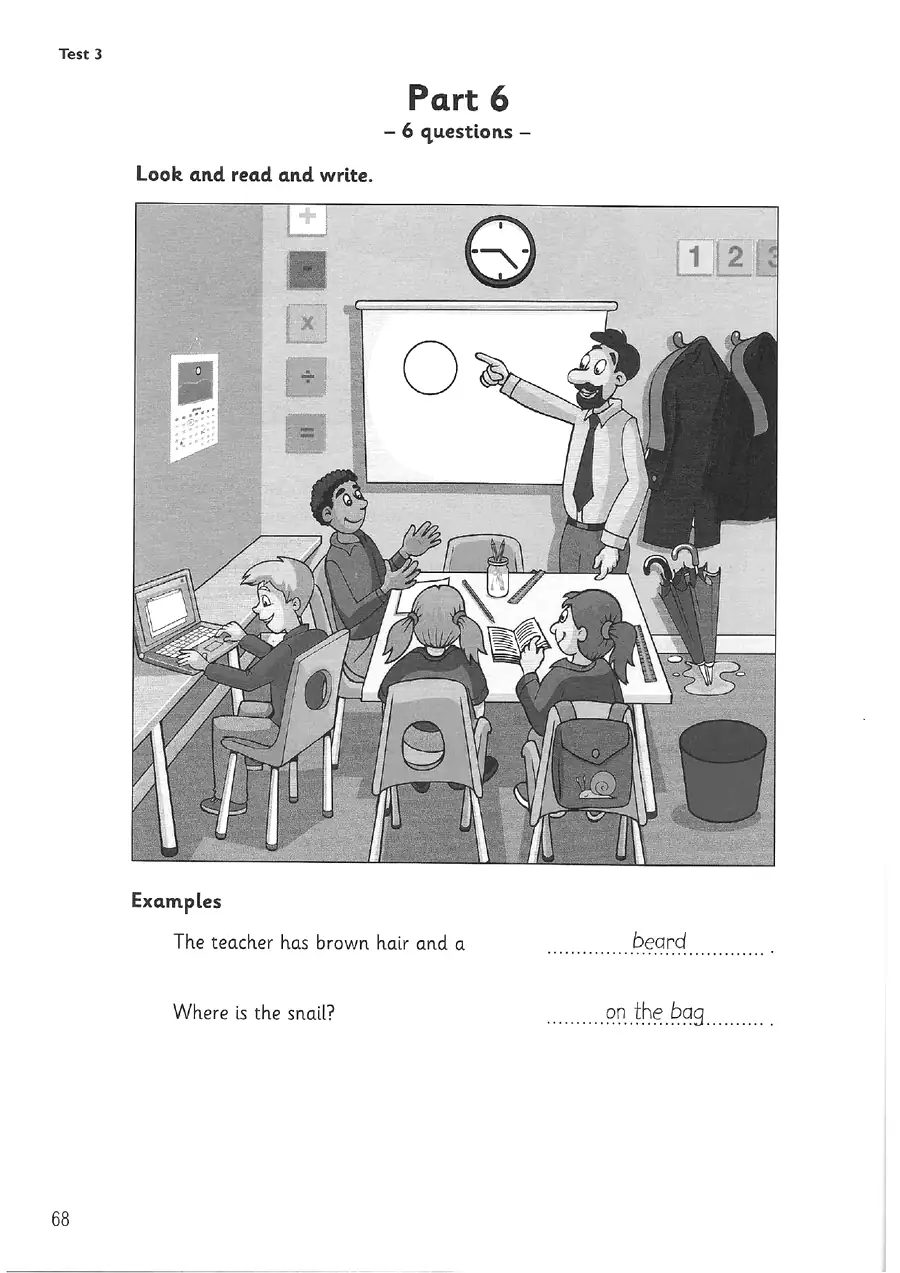 Test 3
Part 6
– 6 questions –
Look and read and write.
+
-
x
÷
=
1 2 3
Examples
The teacher has brown hair and a beard.
Where is the snail? on the bag.
68